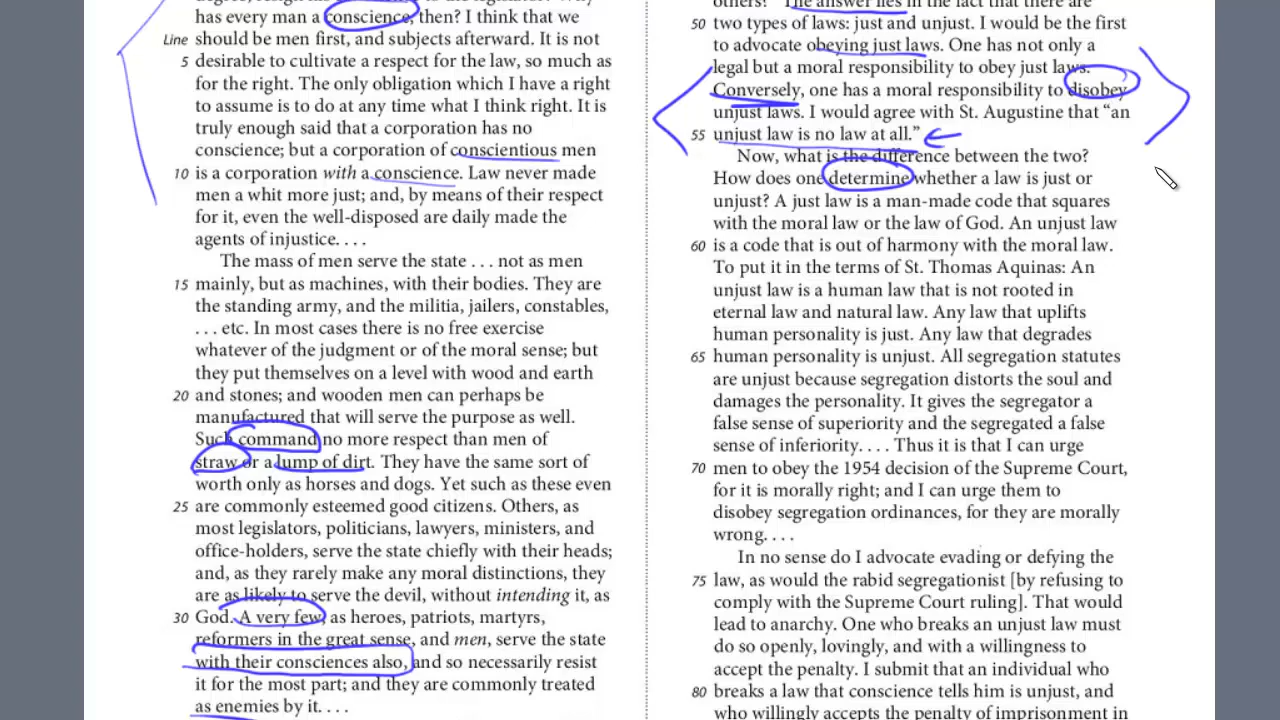 has every man a conscience, then? I think that we
Line should be men first, and subjects afterward. It is not
5 desirable to cultivate a respect for the law, so much as
for the right. The only obligation which I have a right
to assume is to do at any time what I think right. It is
truly enough said that a corporation has no
conscience; but a corporation of conscientious men
10 is a corporation with a conscience. Law never made
men a whit more just; and, by means of their respect
for it, even the well-disposed are daily made the
agents of injustice. . . .
The mass of men serve the state . . . not as men
15 mainly, but as machines, with their bodies. They are
the standing army, and the militia, jailers, constables,
. . . etc. In most cases there is no free exercise
whatever of the judgment or of the moral sense; but
they put themselves on a level with wood and earth
20 and stones; and wooden men can perhaps be
manufactured that will serve the purpose as well.
Such command no more respect than men of
straw or a lump of dirt. They have the same sort of
worth only as horses and dogs. Yet such as these even
25 are commonly esteemed good citizens. Others, as
most legislators, politicians, lawyers, ministers, and
office-holders, serve the state chiefly with their heads;
and, as they rarely make any moral distinctions, they
are as likely to serve the devil, without intending it, as
30 God. A very few, as heroes, patriots, martyrs,
reformers in the great sense, and men, serve the state
with their consciences also, and so necessarily resist
it for the most part; and they are commonly treated
as enemies by it. . . .
others?” The answer lies in the fact that there are
50 two types of laws: just and unjust. I would be the first
to advocate obeying just laws. One has not only a
legal but a moral responsibility to obey just laws.
Conversely, one has a moral responsibility to disobey
unjust laws. I would agree with St. Augustine that “an
55 unjust law is no law at all.”
Now, what is the difference between the two?
How does one determine whether a law is just or
unjust? A just law is a man-made code that squares
with the moral law or the law of God. An unjust law
60 is a code that is out of harmony with the moral law.
To put it in the terms of St. Thomas Aquinas: An
unjust law is a human law that is not rooted in
eternal law and natural law. Any law that uplifts
human personality is just. Any law that degrades
65 human personality is unjust. All segregation statutes
are unjust because segregation distorts the soul and
damages the personality. It gives the segregator a
false sense of superiority and the segregated a false
sense of inferiority. . . . Thus it is that I can urge
70 men to obey the 1954 decision of the Supreme Court,
for it is morally right; and I can urge them to
disobey segregation ordinances, for they are morally
wrong. . . .
In no sense do I advocate evading or defying the
75 law, as would the rabid segregationist [by refusing to
comply with the Supreme Court ruling]. That would
lead to anarchy. One who breaks an unjust law must
do so openly, lovingly, and with a willingness to
accept the penalty. I submit that an individual who
80 breaks a law that conscience tells him is unjust, and
who willingly accepts the penalty of imprisonment in